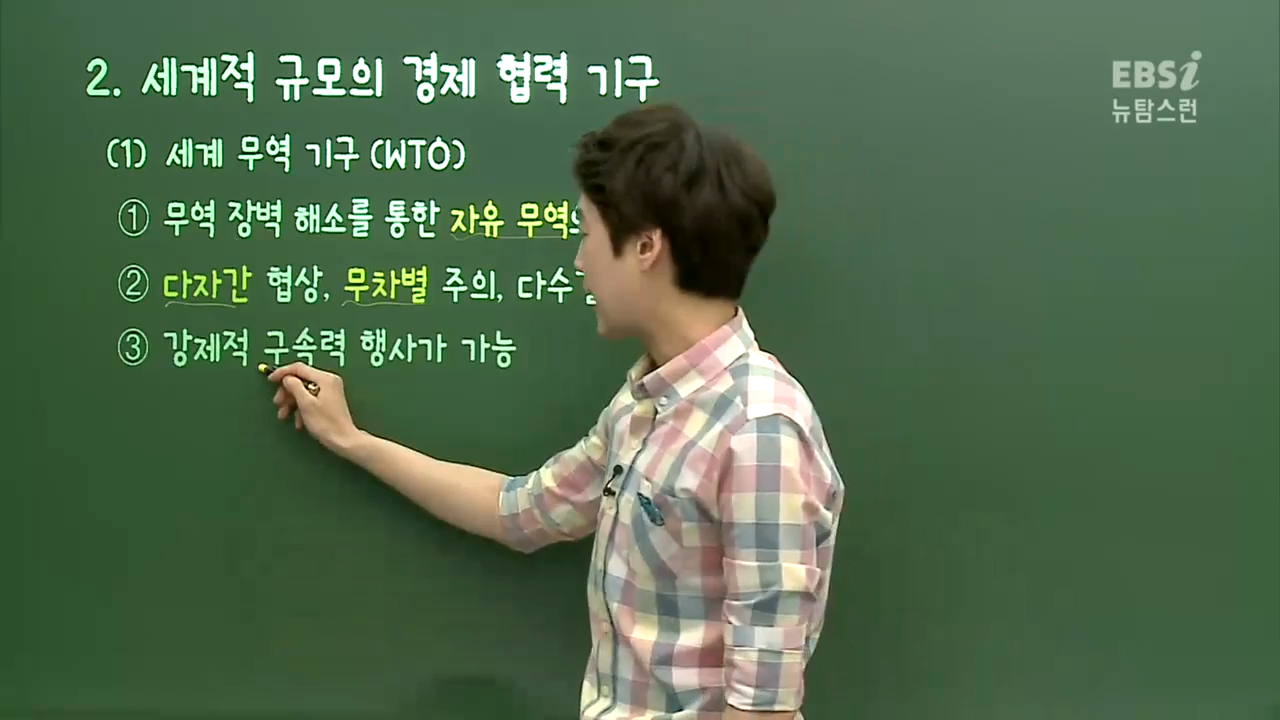 2. 세계적 규모의 경제 협력 기구
EBSi
뉴탐스런
(1) 세계 무역 기구 (WTO)
① 무역 장벽 해소를 통한 자유 무역
② 다자간 협상, 무차별 주의, 다수
③ 강제적 구속력 행사가 가능